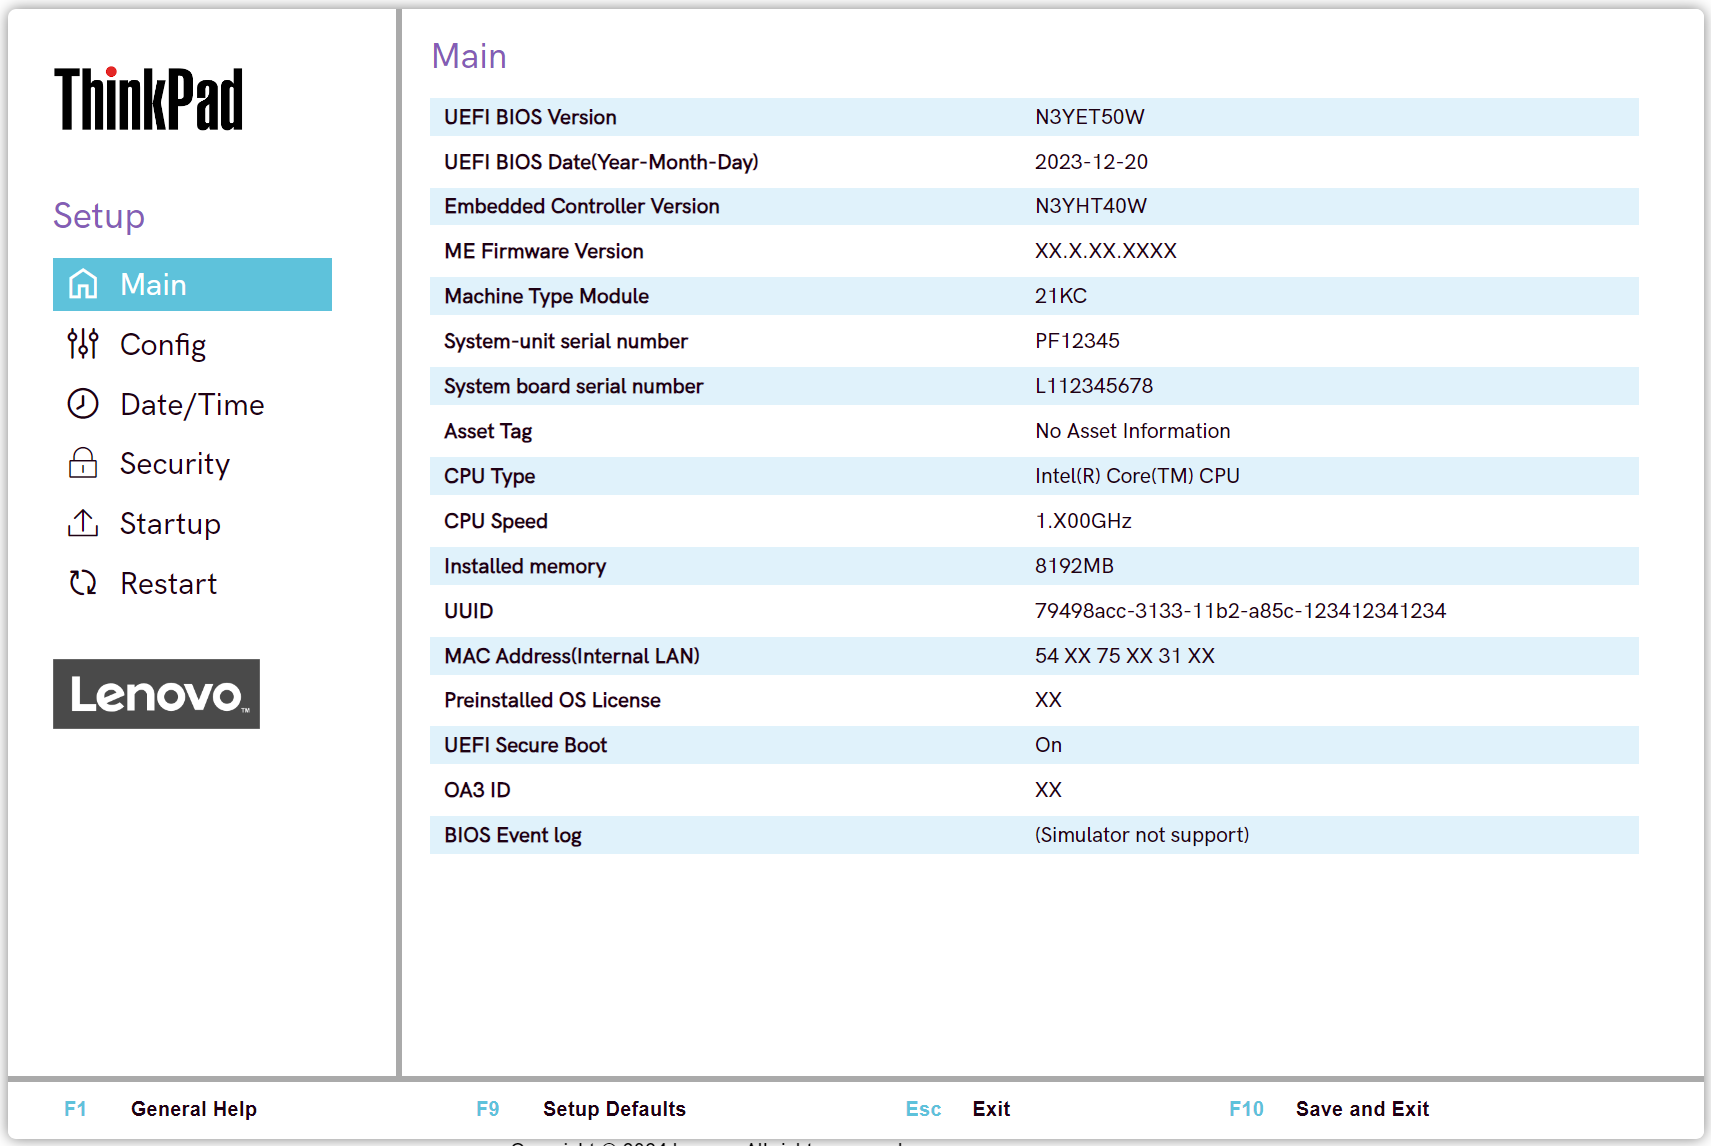 ThinkPad
Setup
Main
Config
Date/Time
Security
Startup
Restart
Lenovo™
Main
UEFI BIOS Version N3YET50W
UEFI BIOS Date(Year-Month-Day) 2023-12-20
Embedded Controller Version N3YHT40W
ME Firmware Version XX.X.XX.XXXX
Machine Type Module 21KC
System-unit serial number PF12345
System board serial number L112345678
Asset Tag No Asset Information
CPU Type Intel(R) Core(TM) CPU
CPU Speed 1.X00GHz
Installed memory 8192MB
UUID 79498acc-3133-11b2-a85c-123412341234
MAC Address(Internal LAN) 54 XX 75 XX 31 XX
Preinstalled OS License XX
UEFI Secure Boot On
OA3 ID XX
BIOS Event log (Simulator not support)
F1 General Help F9 Setup Defaults Esc Exit F10 Save and Exit